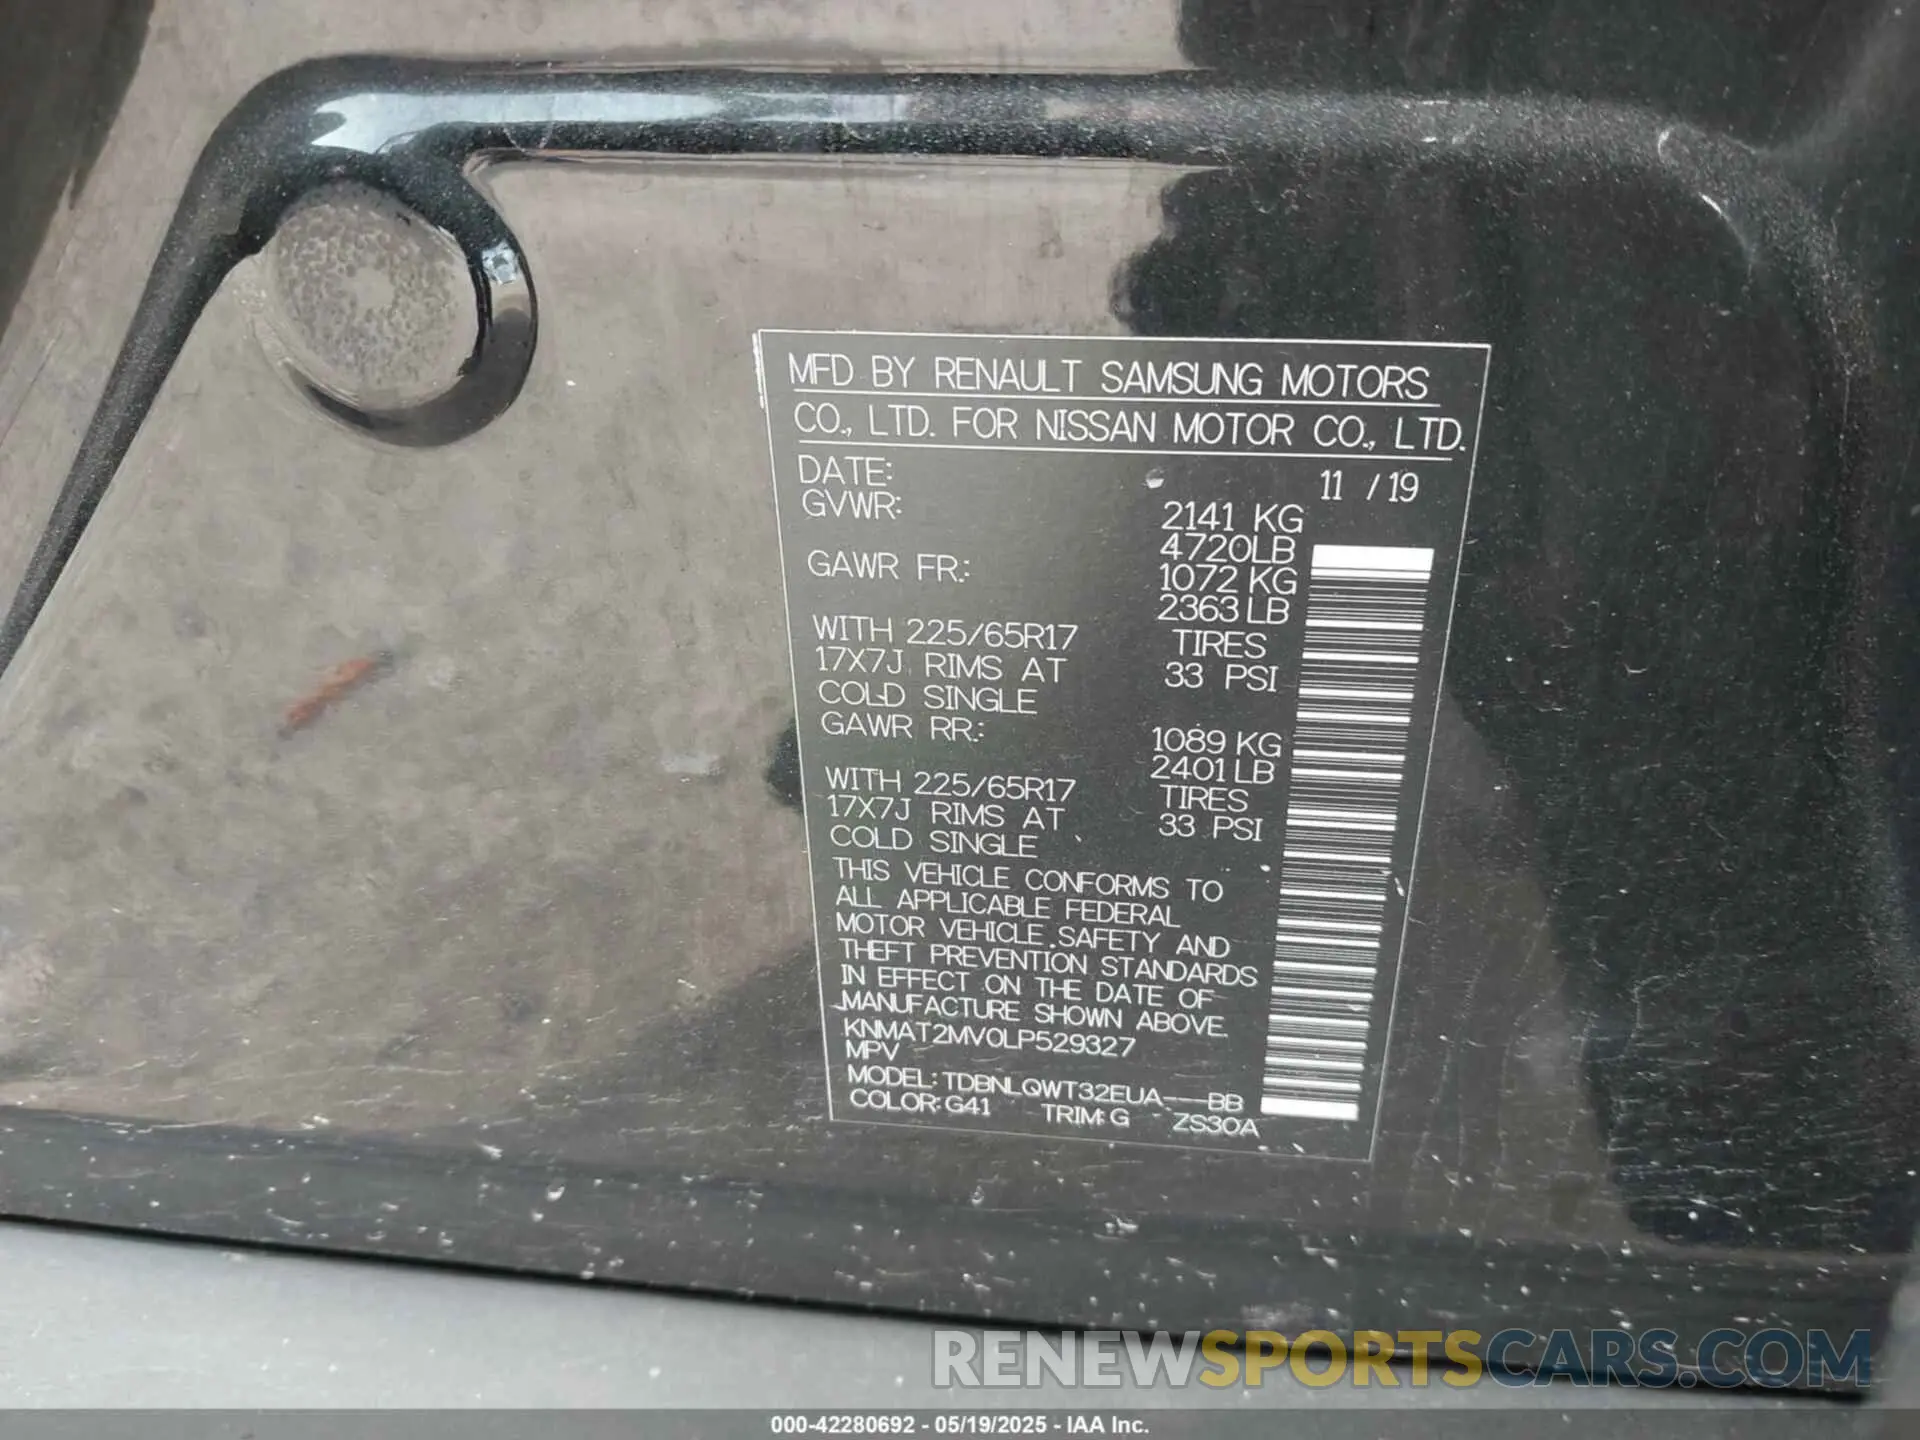 MFD BY RENAULT SAMSUNG MOTORS
CO., LTD. FOR NISSAN MOTOR CO., LTD.
DATE: 11 / 19
GVWR: 2141 KG
4720LB
GAWR FR.: 1072 KG
2363LB
WITH 225/65R17 TIRES
17X7J RIMS AT 33 PSI
COLD SINGLE
GAWR RR.: 1089 KG
2401LB
WITH 225/65R17 TIRES
17X7J RIMS AT 33 PSI
COLD SINGLE
THIS VEHICLE CONFORMS TO
ALL APPLICABLE FEDERAL
MOTOR VEHICLE SAFETY AND
THEFT PREVENTION STANDARDS
IN EFFECT ON THE DATE OF
MANUFACTURE SHOWN ABOVE.
KNMAT2MV0LP529327
MPV
MODEL: TDBNLQWT32EUA---BB
COLOR: G41 TRIM: G ZS30A
RENEWSPORTSCARS.COM
000-42280692 - 05/19/2025 - IAA Inc.